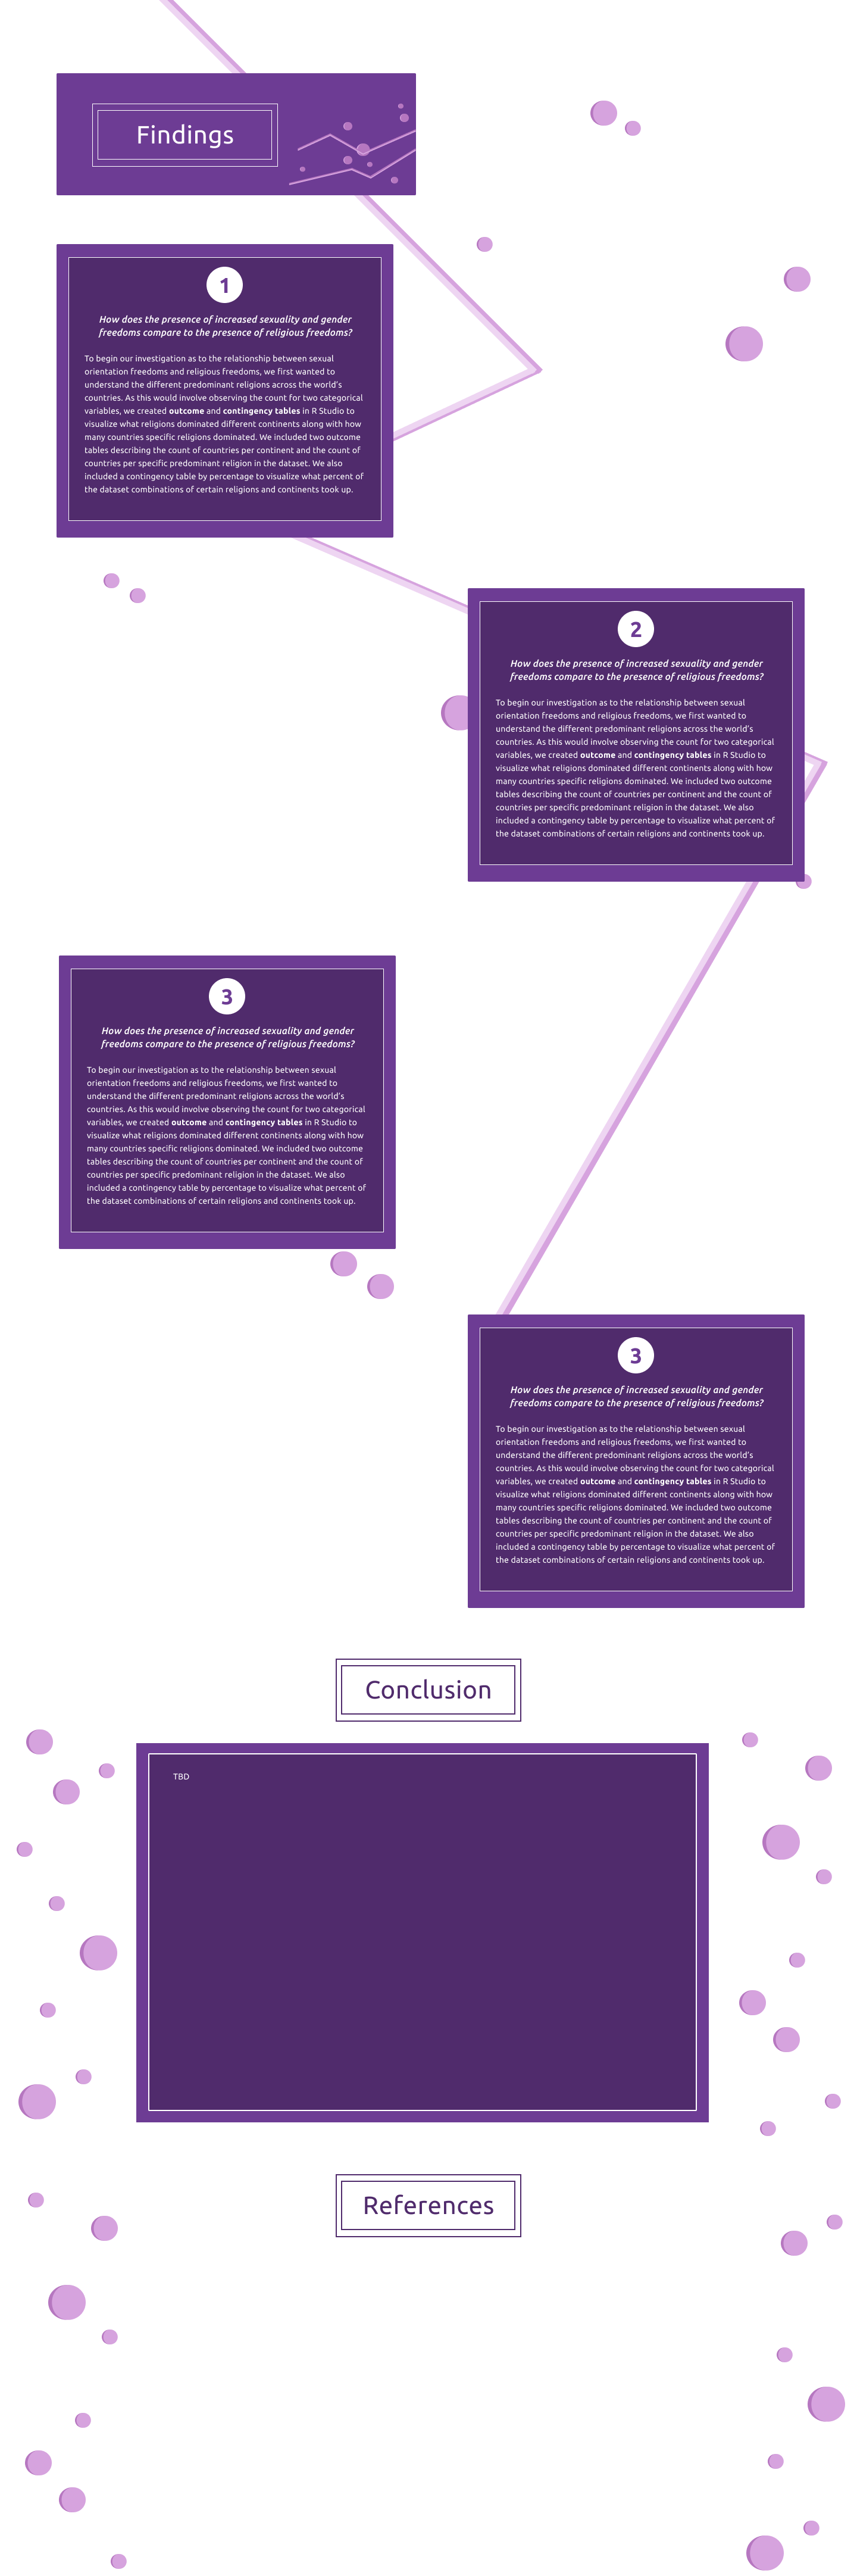 Findings
1
How does the presence of increased sexuality and gender
freedoms compare to the presence of religious freedoms?
To begin our investigation as to the relationship between sexual
orientation freedoms and religious freedoms, we first wanted to
understand the different predominant religions across the world's
countries. As this would involve observing the count for two categorical
variables, we created outcome and contingency tables in R Studio to
visualize what religions dominated different continents along with how
many countries specific religions dominated. We included two outcome
tables describing the count of countries per continent and the count of
countries per specific predominant religion in the dataset. We also
included a contingency table by percentage to visualize what percent of
the dataset combinations of certain religions and continents took up.
2
How does the presence of increased sexuality and gender
freedoms compare to the presence of religious freedoms?
To begin our investigation as to the relationship between sexual
orientation freedoms and religious freedoms, we first wanted to
understand the different predominant religions across the world's
countries. As this would involve observing the count for two categorical
variables, we created outcome and contingency tables in R Studio to
visualize what religions dominated different continents along with how
many countries specific religions dominated. We included two outcome
tables describing the count of countries per continent and the count of
countries per specific predominant religion in the dataset. We also
included a contingency table by percentage to visualize what percent of
the dataset combinations of certain religions and continents took up.
3
How does the presence of increased sexuality and gender
freedoms compare to the presence of religious freedoms?
To begin our investigation as to the relationship between sexual
orientation freedoms and religious freedoms, we first wanted to
understand the different predominant religions across the world's
countries. As this would involve observing the count for two categorical
variables, we created outcome and contingency tables in R Studio to
visualize what religions dominated different continents along with how
many countries specific religions dominated. We included two outcome
tables describing the count of countries per continent and the count of
countries per specific predominant religion in the dataset. We also
included a contingency table by percentage to visualize what percent of
the dataset combinations of certain religions and continents took up.
3
How does the presence of increased sexuality and gender
freedoms compare to the presence of religious freedoms?
To begin our investigation as to the relationship between sexual
orientation freedoms and religious freedoms, we first wanted to
understand the different predominant religions across the world's
countries. As this would involve observing the count for two categorical
variables, we created outcome and contingency tables in R Studio to
visualize what religions dominated different continents along with how
many countries specific religions dominated. We included two outcome
tables describing the count of countries per continent and the count of
countries per specific predominant religion in the dataset. We also
included a contingency table by percentage to visualize what percent of
the dataset combinations of certain religions and continents took up.
Conclusion
TBD
References